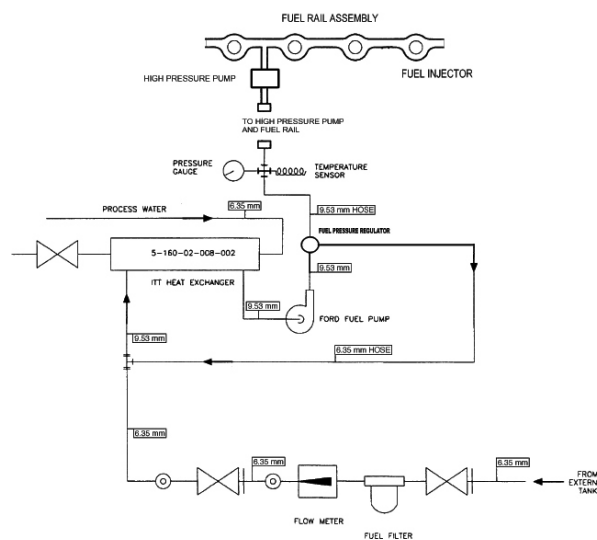 FUEL RAIL ASSEMBLY
FUEL INJECTOR
HIGH PRESSURE PUMP
TO HIGH PRESSURE PUMP
AND FUEL RAIL
PRESSURE
GAUGE
TEMPERATURE
SENSOR
6.35 mm
PROCESS WATER
9.53 mm HOSE
FUEL PRESSURE REGULATOR
5-160-02-008-002
9.53 mm
ITT HEAT EXCHANGER
9.53 mm
FORD FUEL PUMP
9.53 mm
6.35 mm HOSE
6.35 mm
6.35 mm
6.35 mm
FROM
EXTERN
TANK
FLOW METER
FUEL FILTER